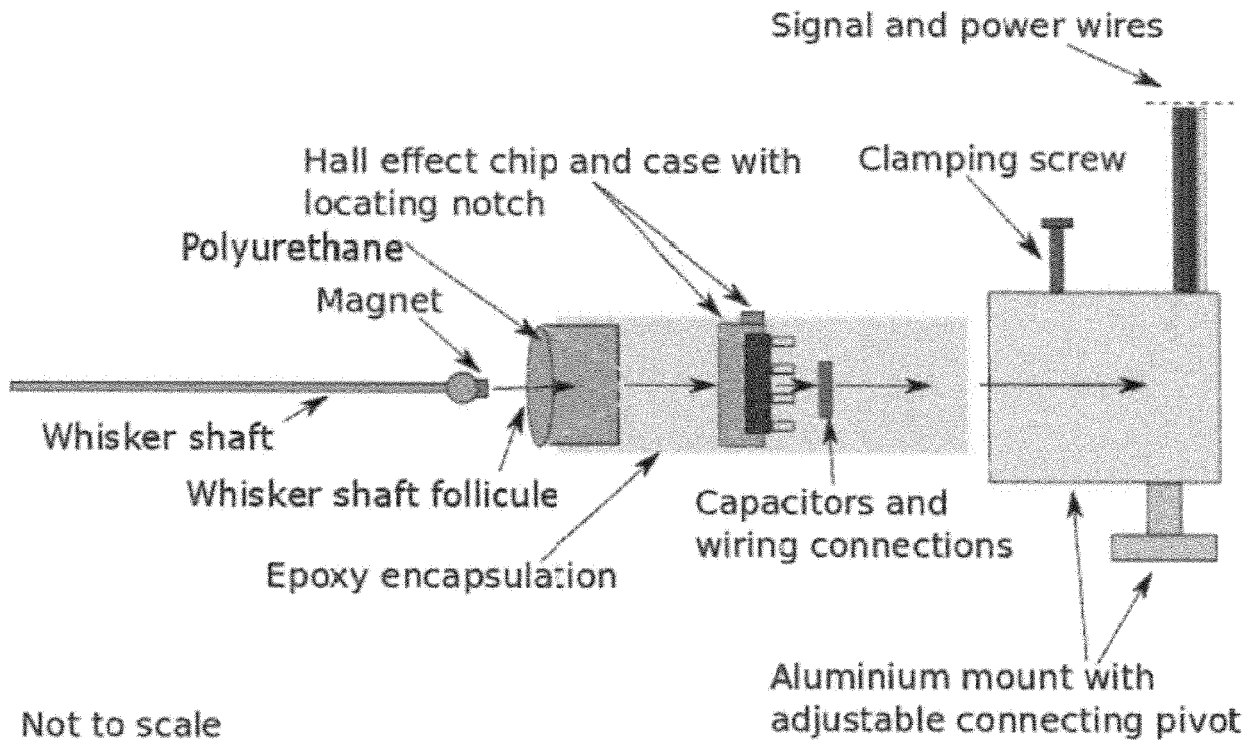 Signal and power wires
Hall effect chip and case with
locating notch
Clamping screw
Polyurethane
Magnet
Whisker shaft
Whisker shaft follicule
Capacitors and
wiring connections
Epoxy encapsulation
Aluminium mount with
adjustable connecting pivot
Not to scale